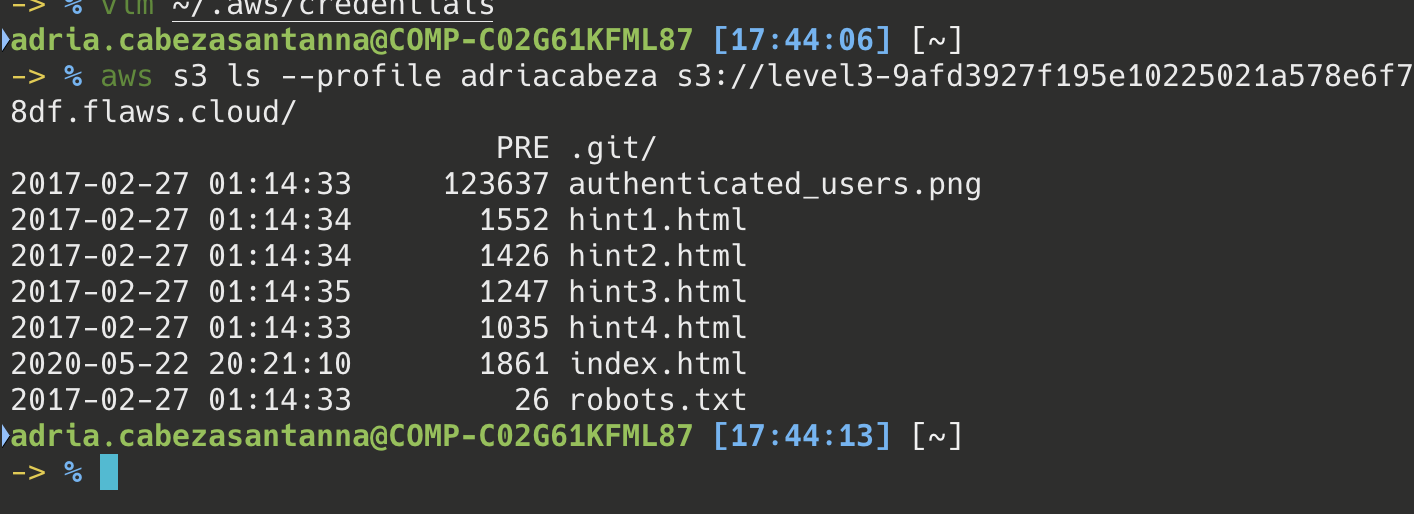 -> % vim ~/.aws/credentials
adria.cabezasantanna@COMP-C02G61KFML87 [17:44:06] [~]
-> % aws s3 ls --profile adriacabeza s3://level3-9afd3927f195e10225021a578e6f7
8df.flaws.cloud/
PRE .git/
2017-02-27 01:14:33 123637 authenticated_users.png
2017-02-27 01:14:34 1552 hint1.html
2017-02-27 01:14:34 1426 hint2.html
2017-02-27 01:14:35 1247 hint3.html
2017-02-27 01:14:33 1035 hint4.html
2020-05-22 20:21:10 1861 index.html
2017-02-27 01:14:33 26 robots.txt
adria.cabezasantanna@COMP-C02G61KFML87 [17:44:13] [~]
-> %